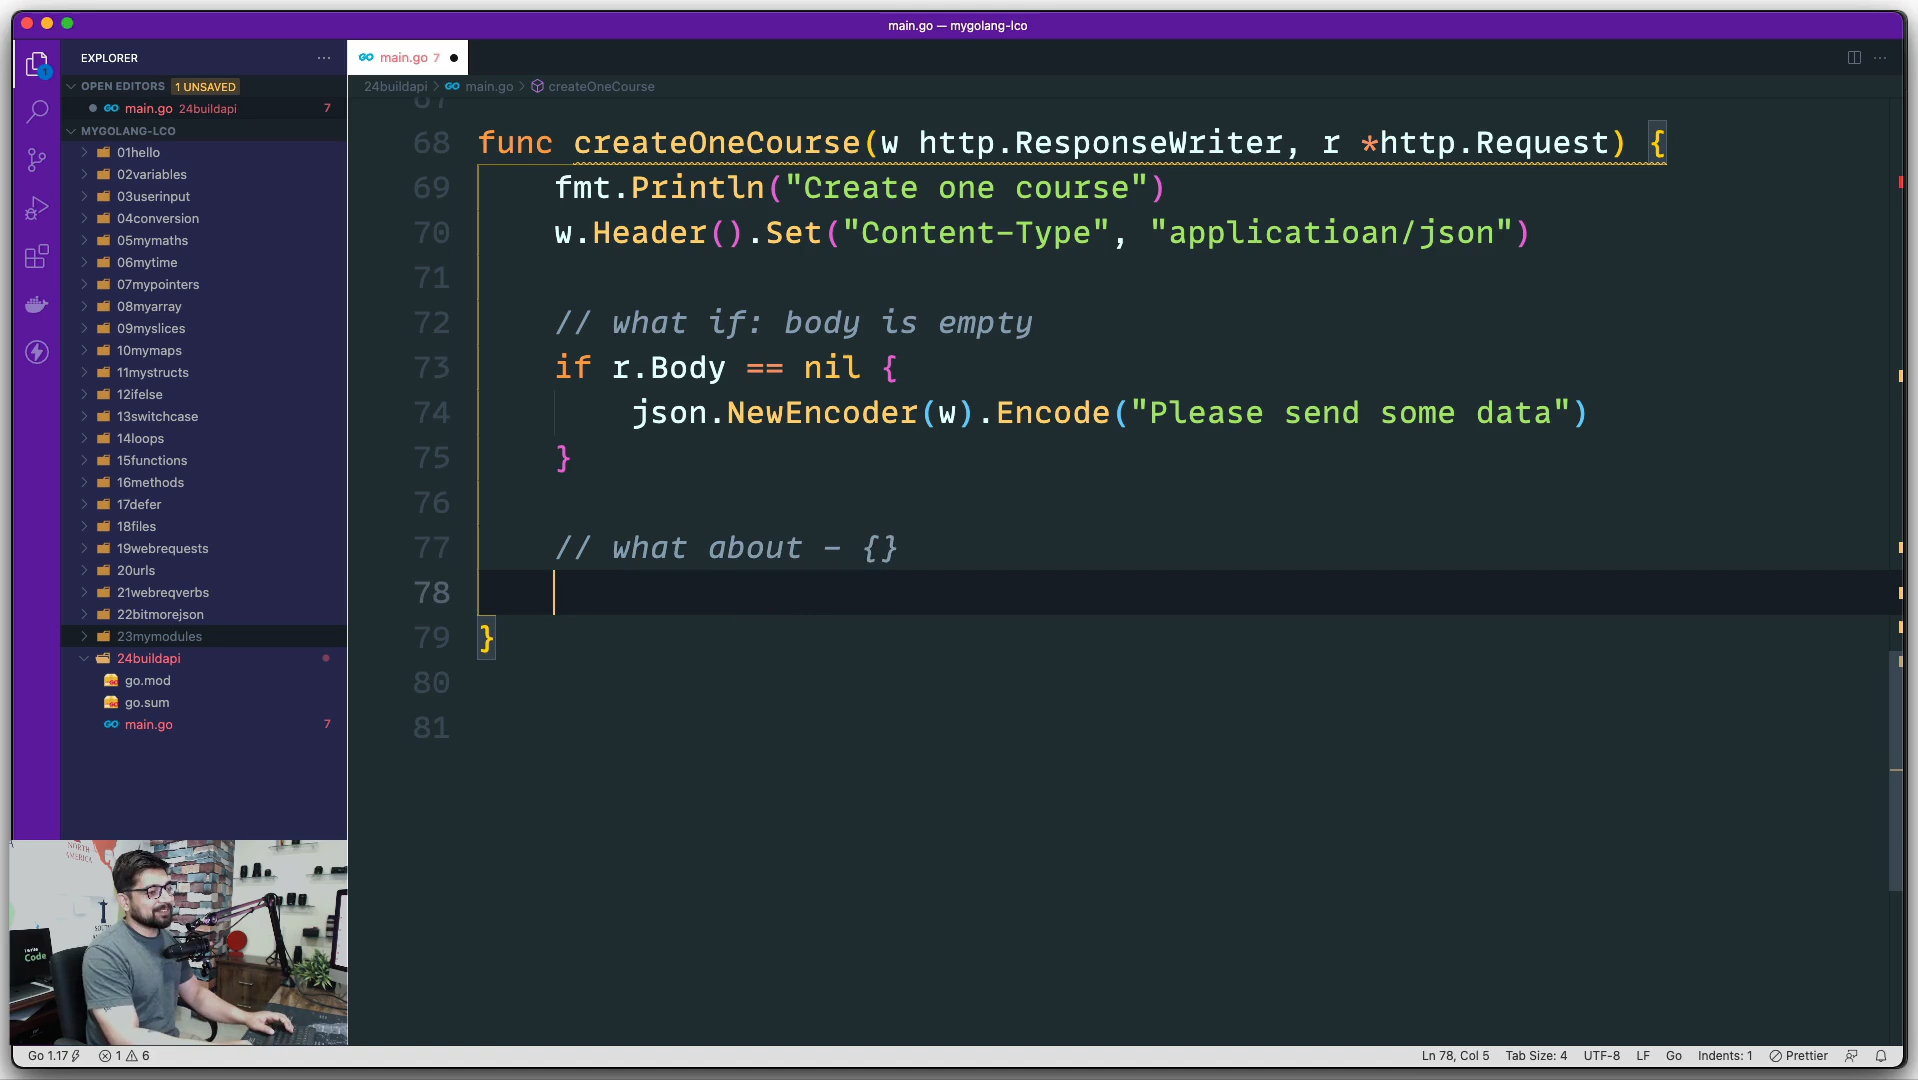 main.go — mygolang-lco
EXPLORER
main.go 7
OPEN EDITORS 1 UNSAVED
24buildapi > main.go > createOneCourse
main.go 24buildapi 7
MYGOLANG-LCO
01hello
02variables
03userinput
04conversion
05mymaths
06mytime
07mypointers
08myarray
09myslices
10mymaps
11mystructs
12ifelse
13switchcase
14loops
15functions
16methods
17defer
18files
19webrequests
20urls
21webreqverbs
22bitmorejson
23mymodules
24buildapi
go.mod
go.sum
main.go 7
67
68 func createOneCourse(w http.ResponseWriter, r *http.Request) {
69 fmt.Println("Create one course")
70 w.Header().Set("Content-Type", "applicatioan/json")
71
72 // what if: body is empty
73 if r.Body == nil {
74 json.NewEncoder(w).Encode("Please send some data")
75 }
76
77 // what about - {}
78
79 }
80
81
NORTH
AMERICA
Code
Go 1.17 1 6
Ln 78, Col 5 Tab Size: 4 UTF-8 LF Go Indents: 1 Prettier